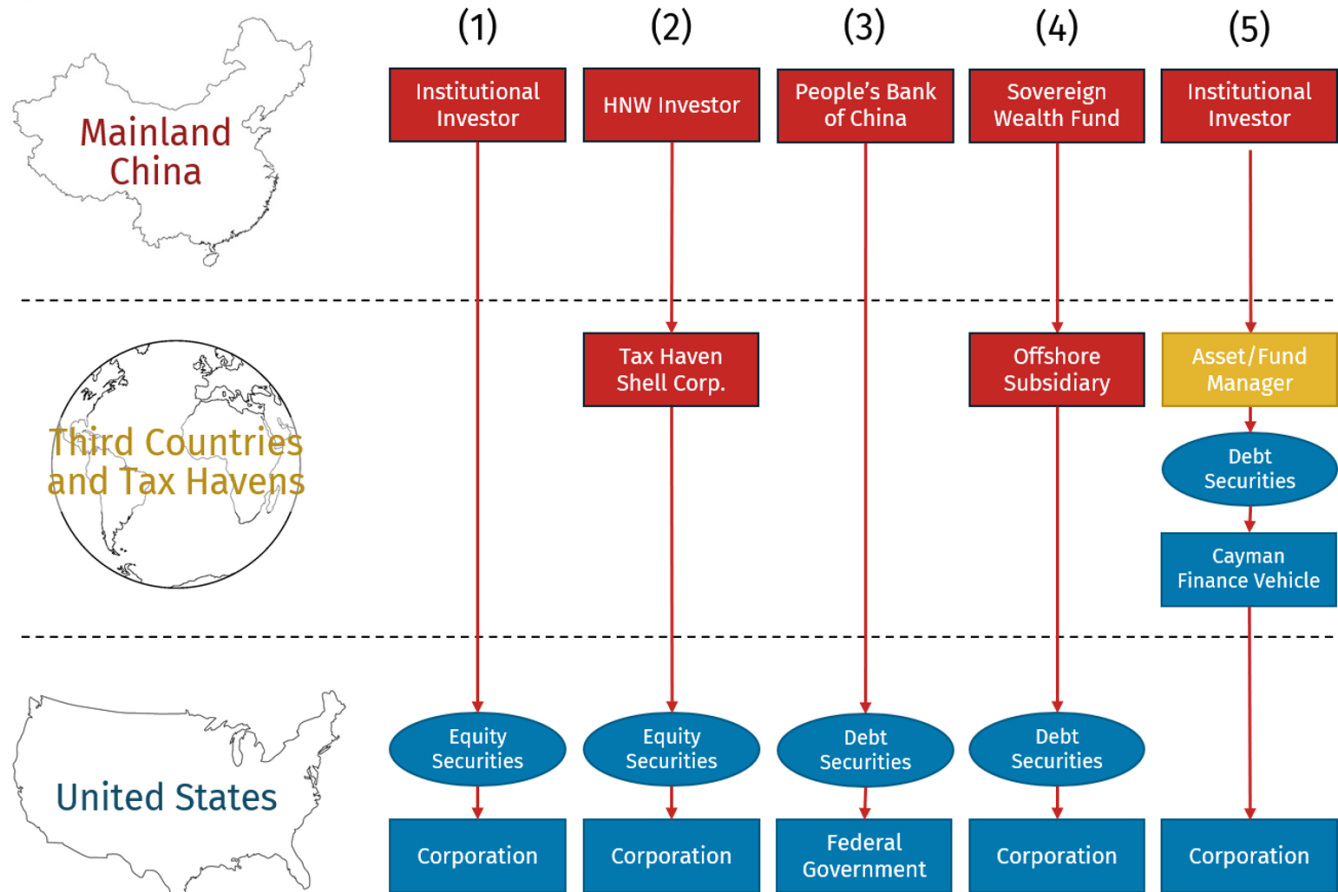 (1)
(2)
(3)
(4)
(5)
Mainland
China
Institutional
Investor
HNW Investor
People's Bank
of China
Sovereign
Wealth Fund
Institutional
Investor
Third Countries
and Tax Havens
Tax Haven
Shell Corp.
Offshore
Subsidiary
Asset/Fund
Manager
Debt
Securities
Cayman
Finance Vehicle
United States
Equity
Securities
Equity
Securities
Debt
Securities
Debt
Securities
Corporation
Corporation
Federal
Government
Corporation
Corporation